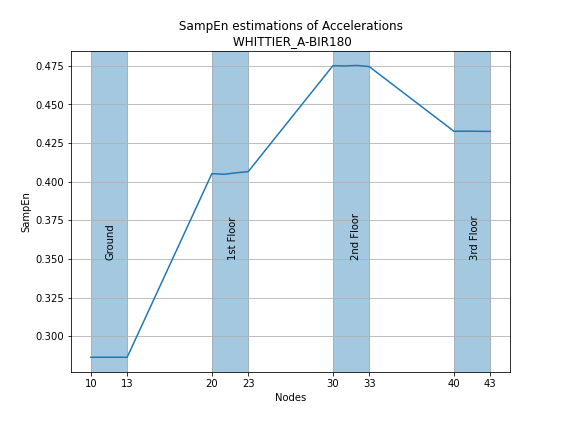 SampEn estimations of Accelerations
WHITTIER_A-BIR180
0.475
0.450
0.425
0.400
0.375
0.350
0.325
0.300
SampEn
Ground
1st Floor
2nd Floor
3rd Floor
10 13 20 23 30 33 40 43
Nodes